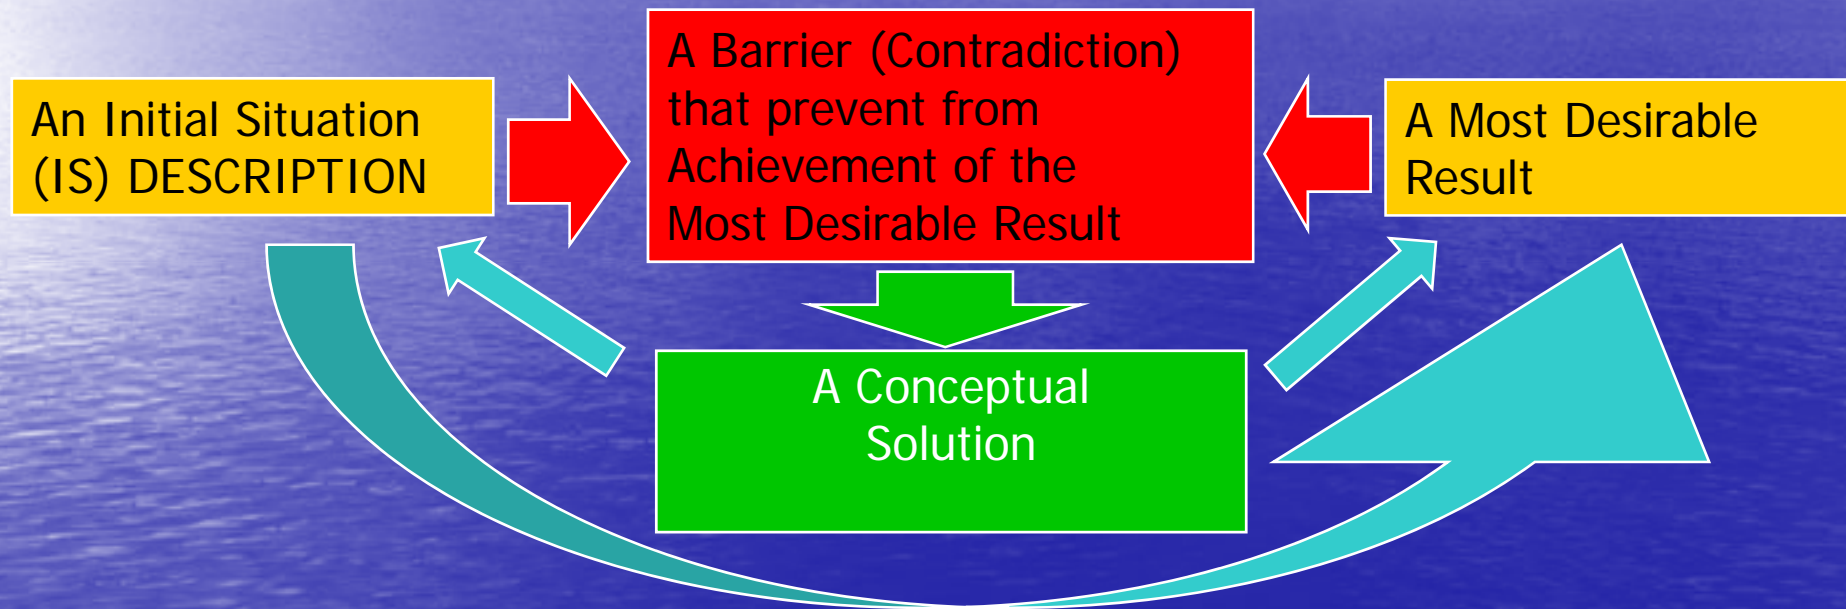 An Initial Situation
(IS) DESCRIPTION
A Barrier (Contradiction)
that prevent from
Achievement of the
Most Desirable Result
A Most Desirable
Result
A Conceptual
Solution